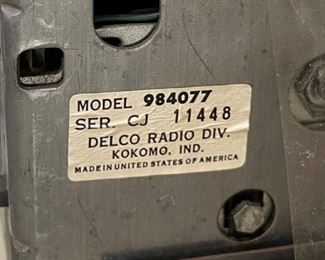 MODEL 984077
SER. CJ 11448
DELCO RADIO DIV.
KOKOMO, IND.
MADE IN UNITED STATES OF AMERICA